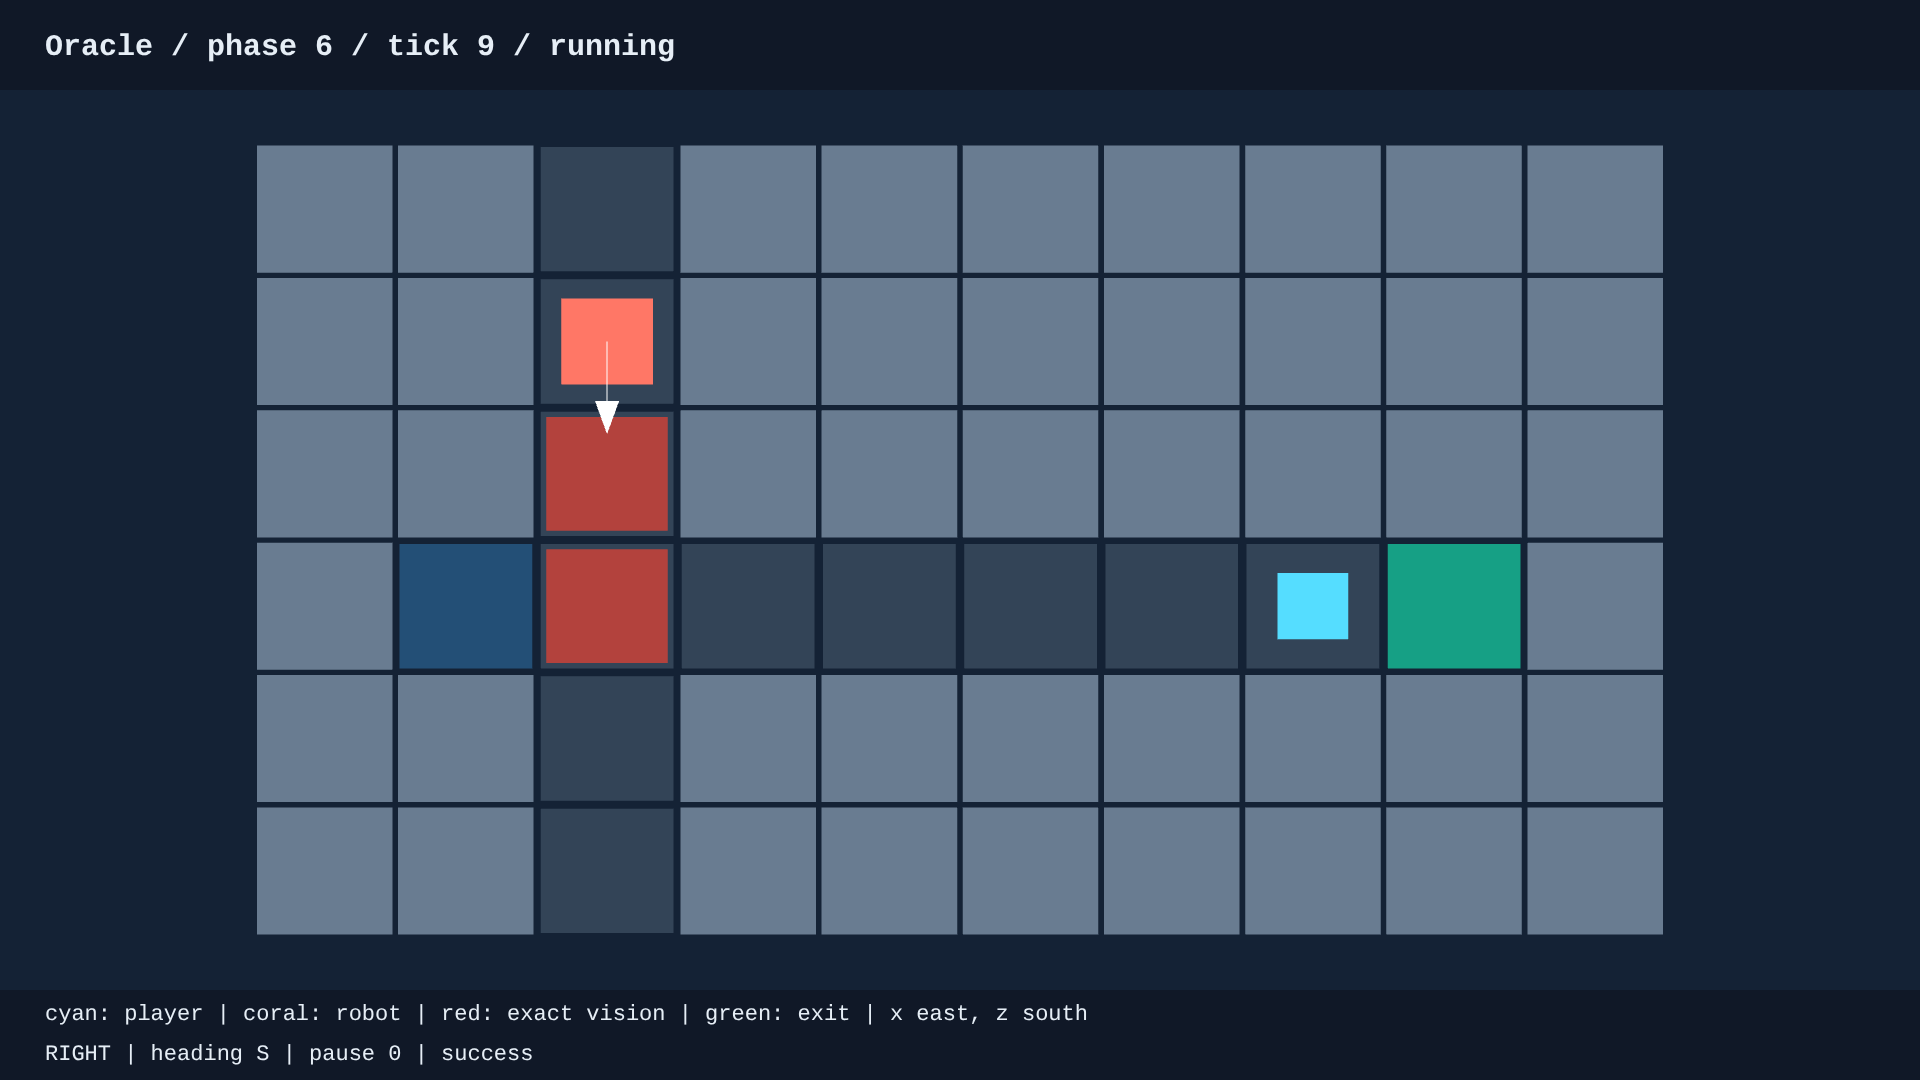 Oracle / phase 6 / tick 9 / running
cyan: player | coral: robot | red: exact vision | green: exit | x east, z south
RIGHT | heading S | pause 0 | success